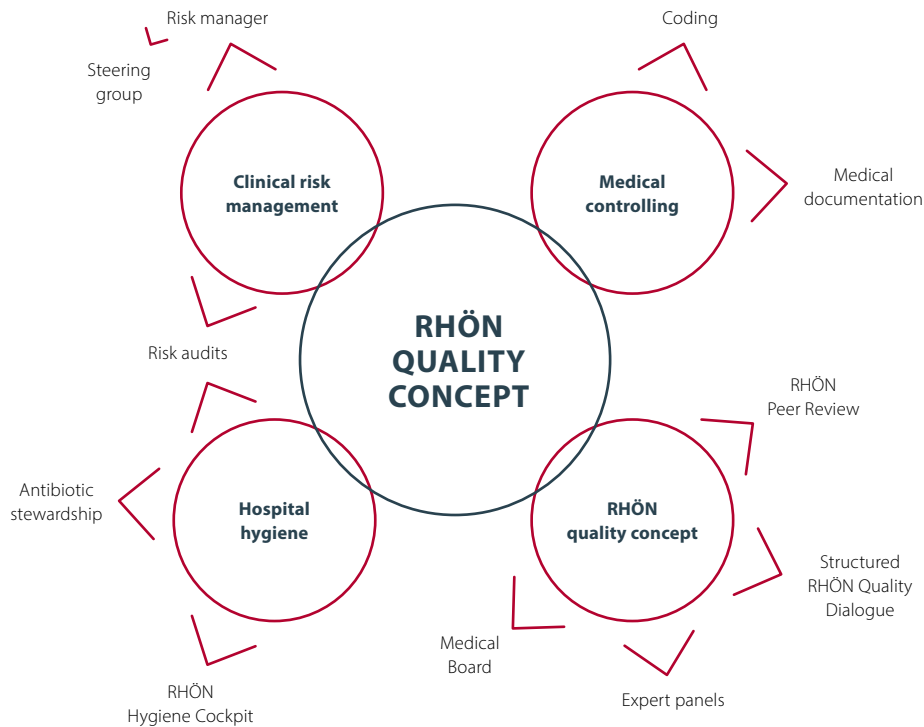 Risk manager
Steering
group
Coding
Clinical risk
management
Medical
controlling
Medical
documentation
RHÖN
QUALITY
CONCEPT
Risk audits
RHÖN
Peer Review
Antibiotic
stewardship
Hospital
hygiene
RHÖN
quality concept
Structured
RHÖN Quality
Dialogue
Medical
Board
RHÖN
Hygiene Cockpit
Expert panels